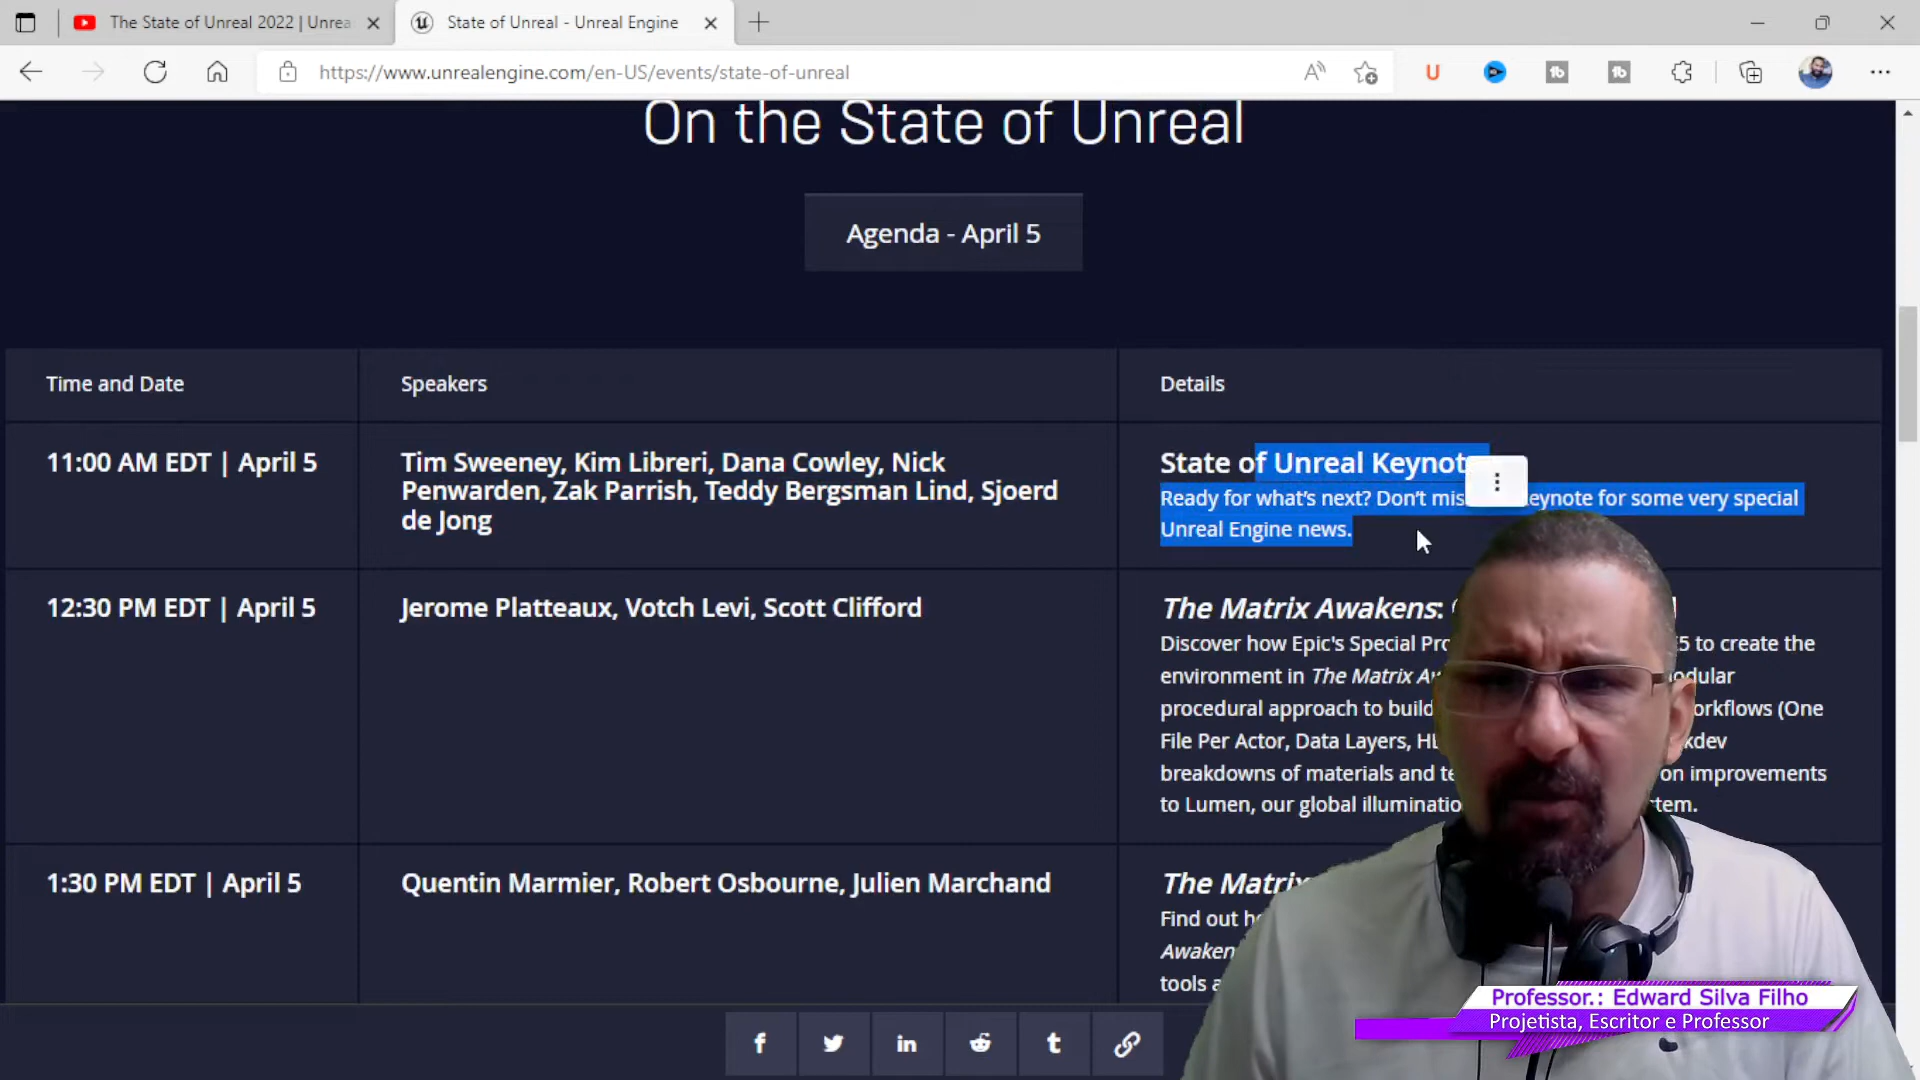 The State of Unreal 2022 | Unrea
State of Unreal - Unreal Engine
https://www.unrealengine.com/en-US/events/state-of-unreal
On the State of Unreal
Agenda - April 5
Time and Date
Speakers
Details
11:00 AM EDT | April 5
Tim Sweeney, Kim Libreri, Dana Cowley, Nick
Penwarden, Zak Parrish, Teddy Bergsman Lind, Sjoerd
de Jong
State of Unreal Keynot
Ready for what's next? Don't mis eynote for some very special
Unreal Engine news.
12:30 PM EDT | April 5
Jerome Platteaux, Votch Levi, Scott Clifford
The Matrix Awakens:
Discover how Epic's Special Pro 5 to create the
environment in The Matrix Aw odular
procedural approach to build orkflows (One
File Per Actor, Data Layers, HL kdev
breakdowns of materials and te on improvements
to Lumen, our global illuminatio tem.
1:30 PM EDT | April 5
Quentin Marmier, Robert Osbourne, Julien Marchand
The Matri
Find out h
Awaken
tools a
Professor.: Edward Silva Filho
Projetista, Escritor e Professor